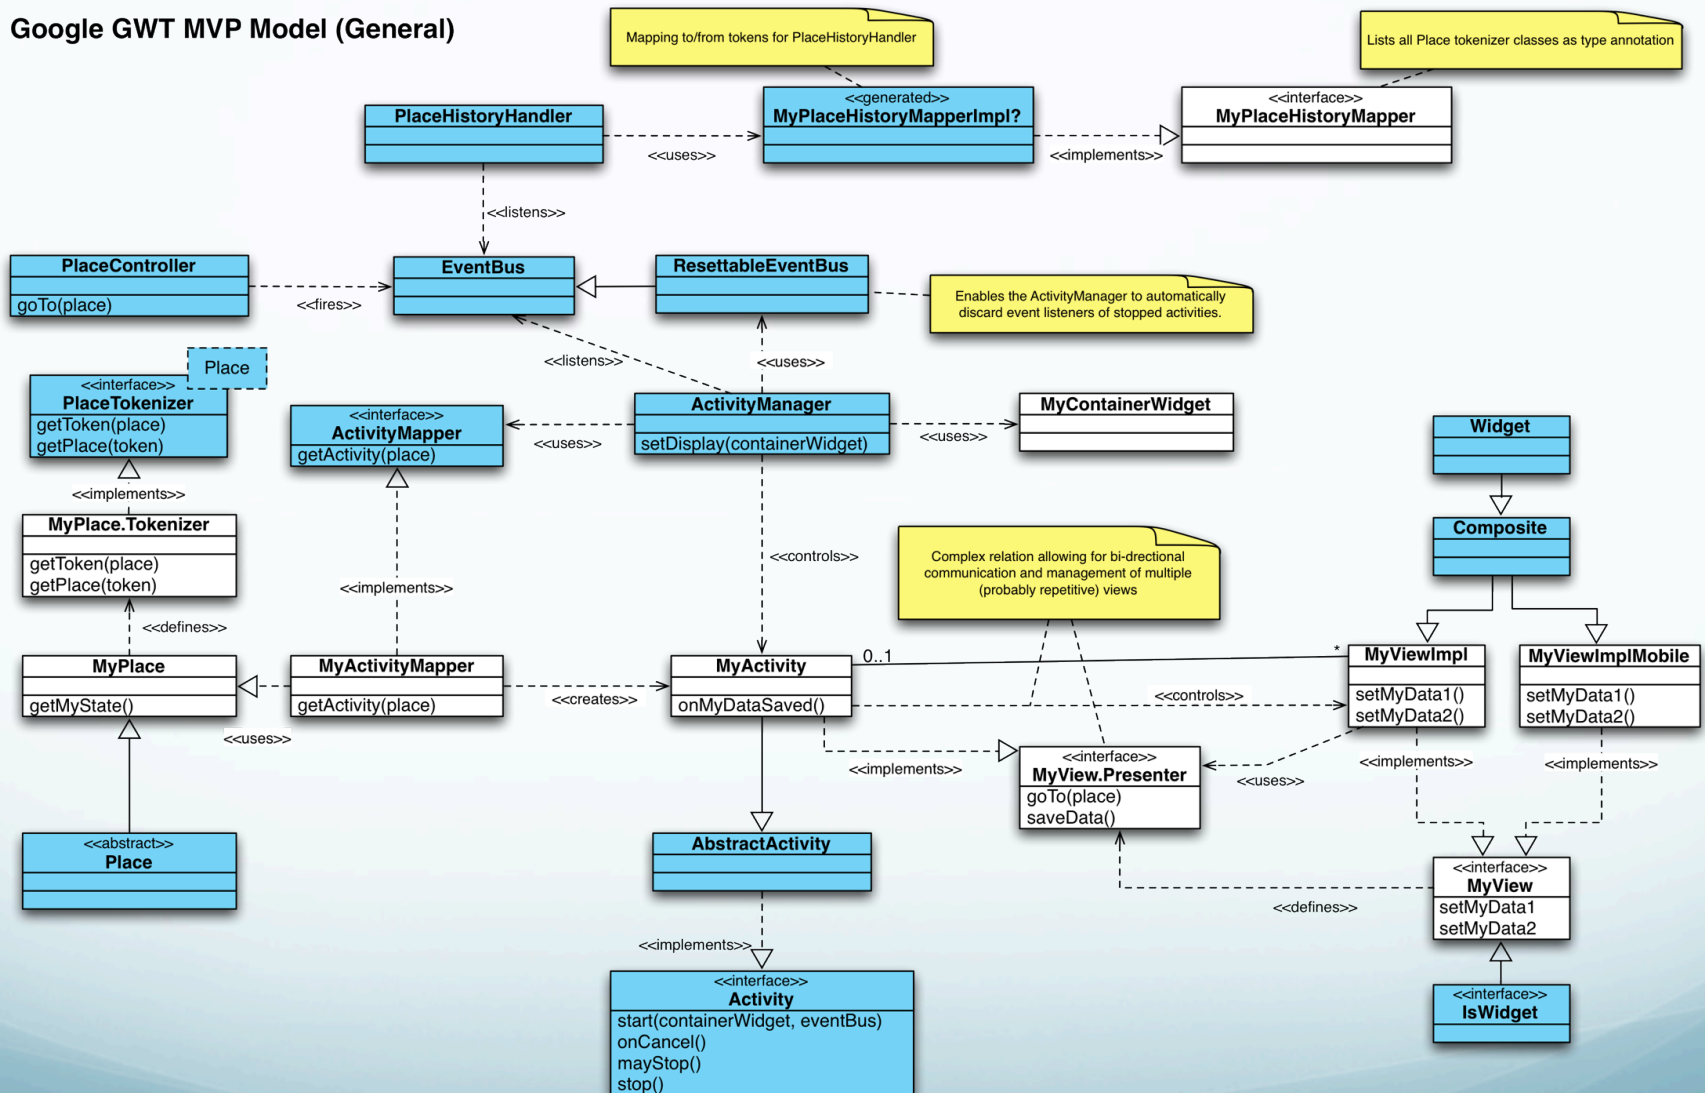 Google GWT MVP Model (General)
Mapping to/from tokens for PlaceHistoryHandler
Lists all Place tokenizer classes as type annotation
PlaceHistoryHandler
<<uses>>
<<generated>>
MyPlaceHistoryMapperImpl?
<<implements>>
<<interface>>
MyPlaceHistoryMapper
<<listens>>
PlaceController
goTo(place)
<<fires>>
EventBus
ResettableEventBus
Enables the ActivityManager to automatically
discard event listeners of stopped activities.
<<listens>>
<<uses>>
Place
<<interface>>
PlaceTokenizer
getToken(place)
getPlace(token)
<<interface>>
ActivityMapper
getActivity(place)
<<uses>>
ActivityManager
setDisplay(containerWidget)
<<uses>>
MyContainerWidget
Widget
<<implements>>
MyPlace.Tokenizer
getToken(place)
getPlace(token)
<<implements>>
<<controls>>
Complex relation allowing for bi-drectional
communication and management of multiple
(probably repetitive) views
Composite
<<defines>>
MyPlace
getMyState()
<<uses>>
MyActivityMapper
getActivity(place)
<<creates>>
MyActivity
onMyDataSaved()
0..1
*
<<controls>>
MyViewImpl
setMyData1()
setMyData2()
MyViewImplMobile
setMyData1()
setMyData2()
<<implements>>
<<interface>>
MyView.Presenter
goTo(place)
saveData()
<<uses>>
<<implements>>
<<implements>>
<<abstract>>
Place
AbstractActivity
<<interface>>
MyView
setMyData1
setMyData2
<<defines>>
<<implements>>
<<interface>>
Activity
start(containerWidget, eventBus)
onCancel()
mayStop()
stop()
<<interface>>
IsWidget